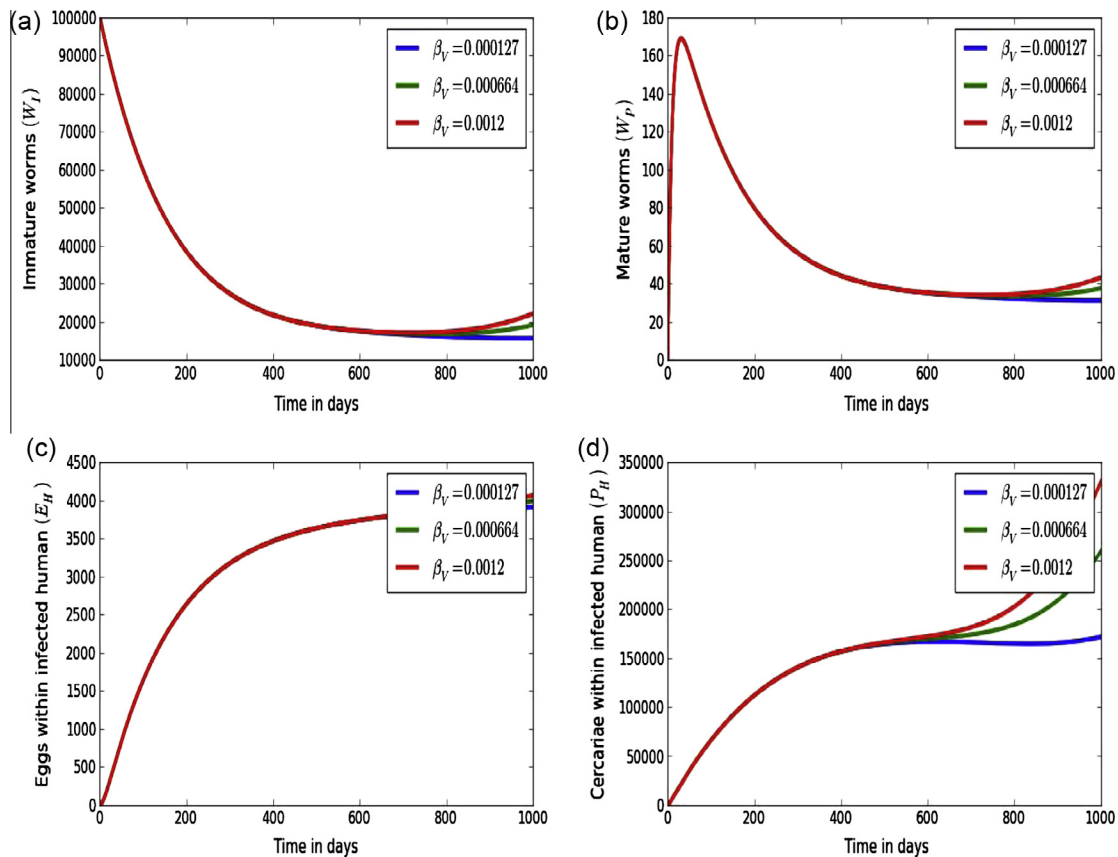 (a)
100000
90000
80000
70000
60000
50000
40000
30000
20000
10000
Immature worms (W_I)
β_V=0.000127
β_V=0.000664
β_V=0.0012
0 200 400 600 800 1000
Time in days
(b)
180
160
140
120
100
80
60
40
20
0
Mature worms (W_P)
β_V=0.000127
β_V=0.000664
β_V=0.0012
0 200 400 600 800 1000
Time in days
(c)
4500
4000
3500
3000
2500
2000
1500
1000
500
0
Eggs within infected human (E_H)
β_V=0.000127
β_V=0.000664
β_V=0.0012
0 200 400 600 800 1000
Time in days
(d)
350000
300000
250000
200000
150000
100000
50000
0
Cercariae within infected human (P_H)
β_V=0.000127
β_V=0.000664
β_V=0.0012
0 200 400 600 800 1000
Time in days